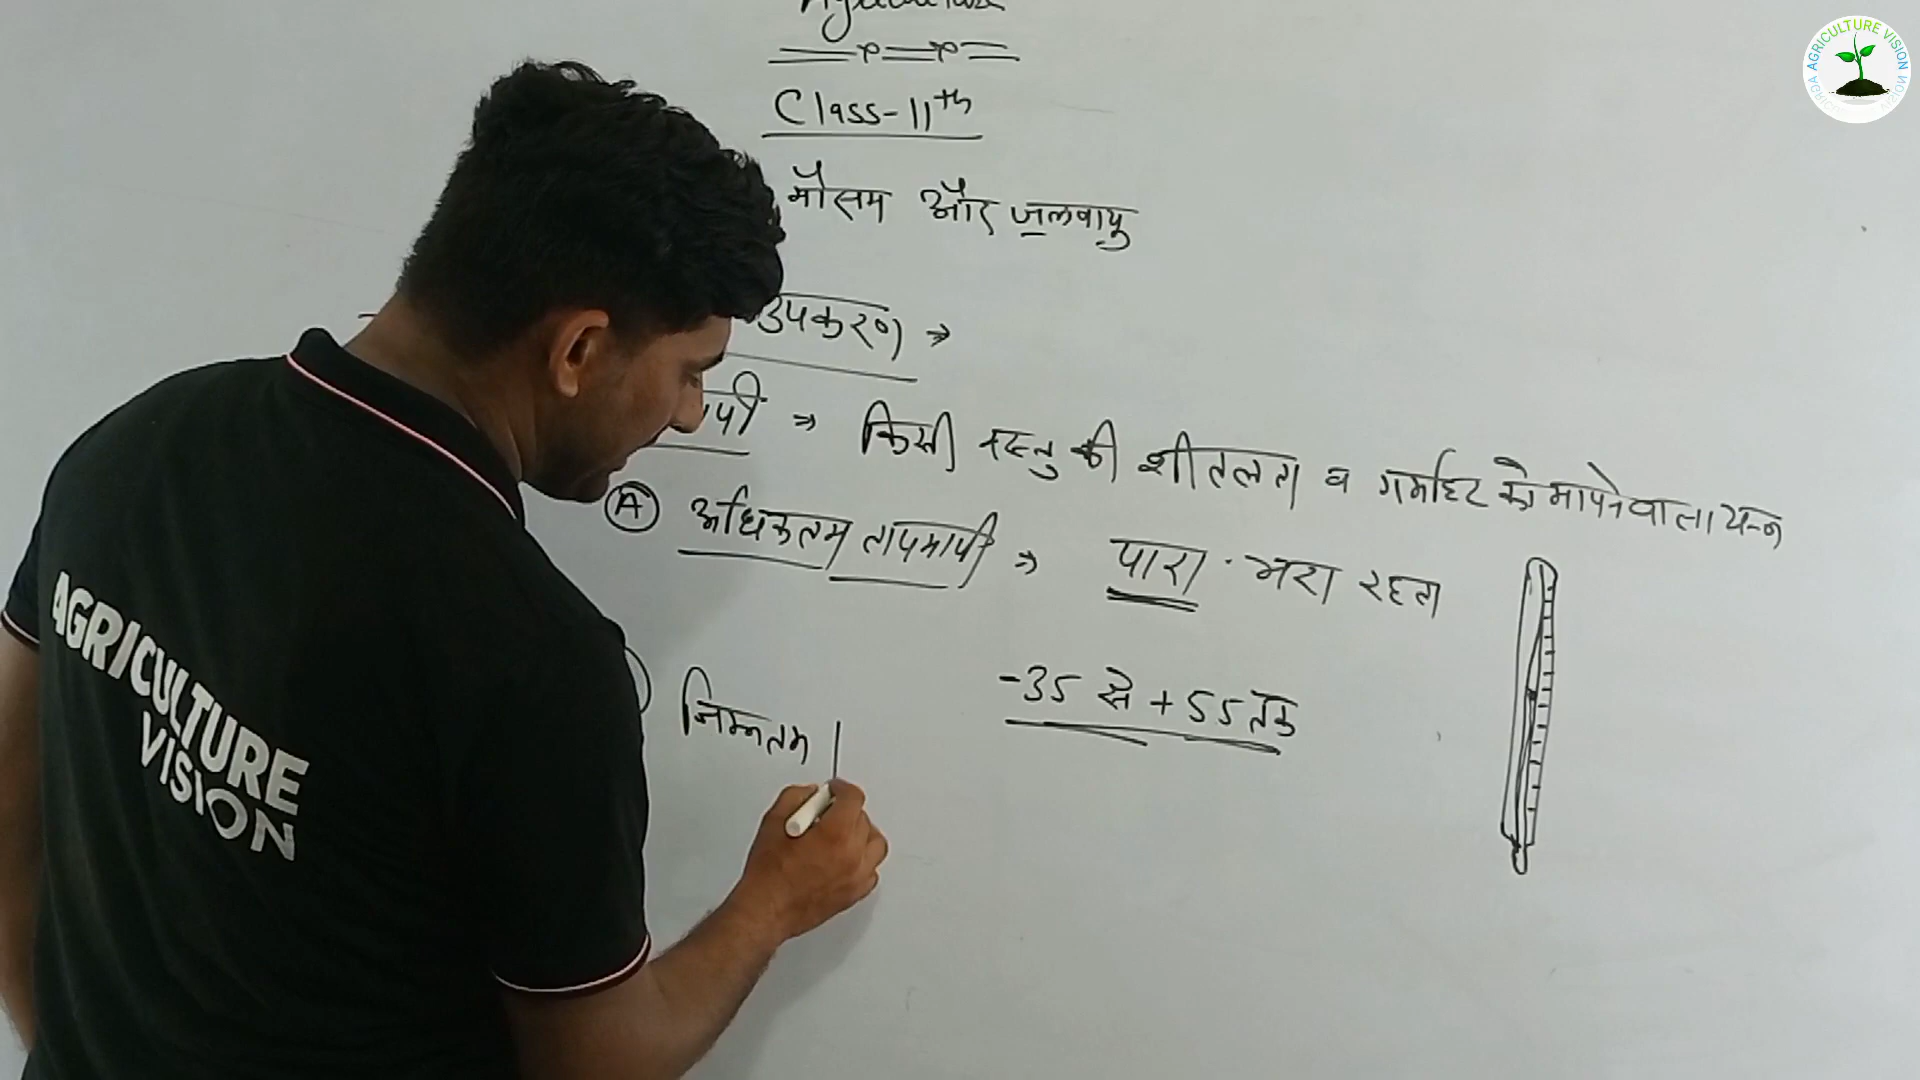 Agriculture
Class-11th
मौसम और जलवायु
उपकरण →
मापी ⇒ किसी वस्तु की शीतलता व गर्माहट को मापने वाला यन्त्र
Ⓐ अधिकतम तापमापी ⇒ पारा भरा रहता
-35 से +55 तक
निम्नतम
AGRICULTURE
VISION
AGRICULTURE VISION